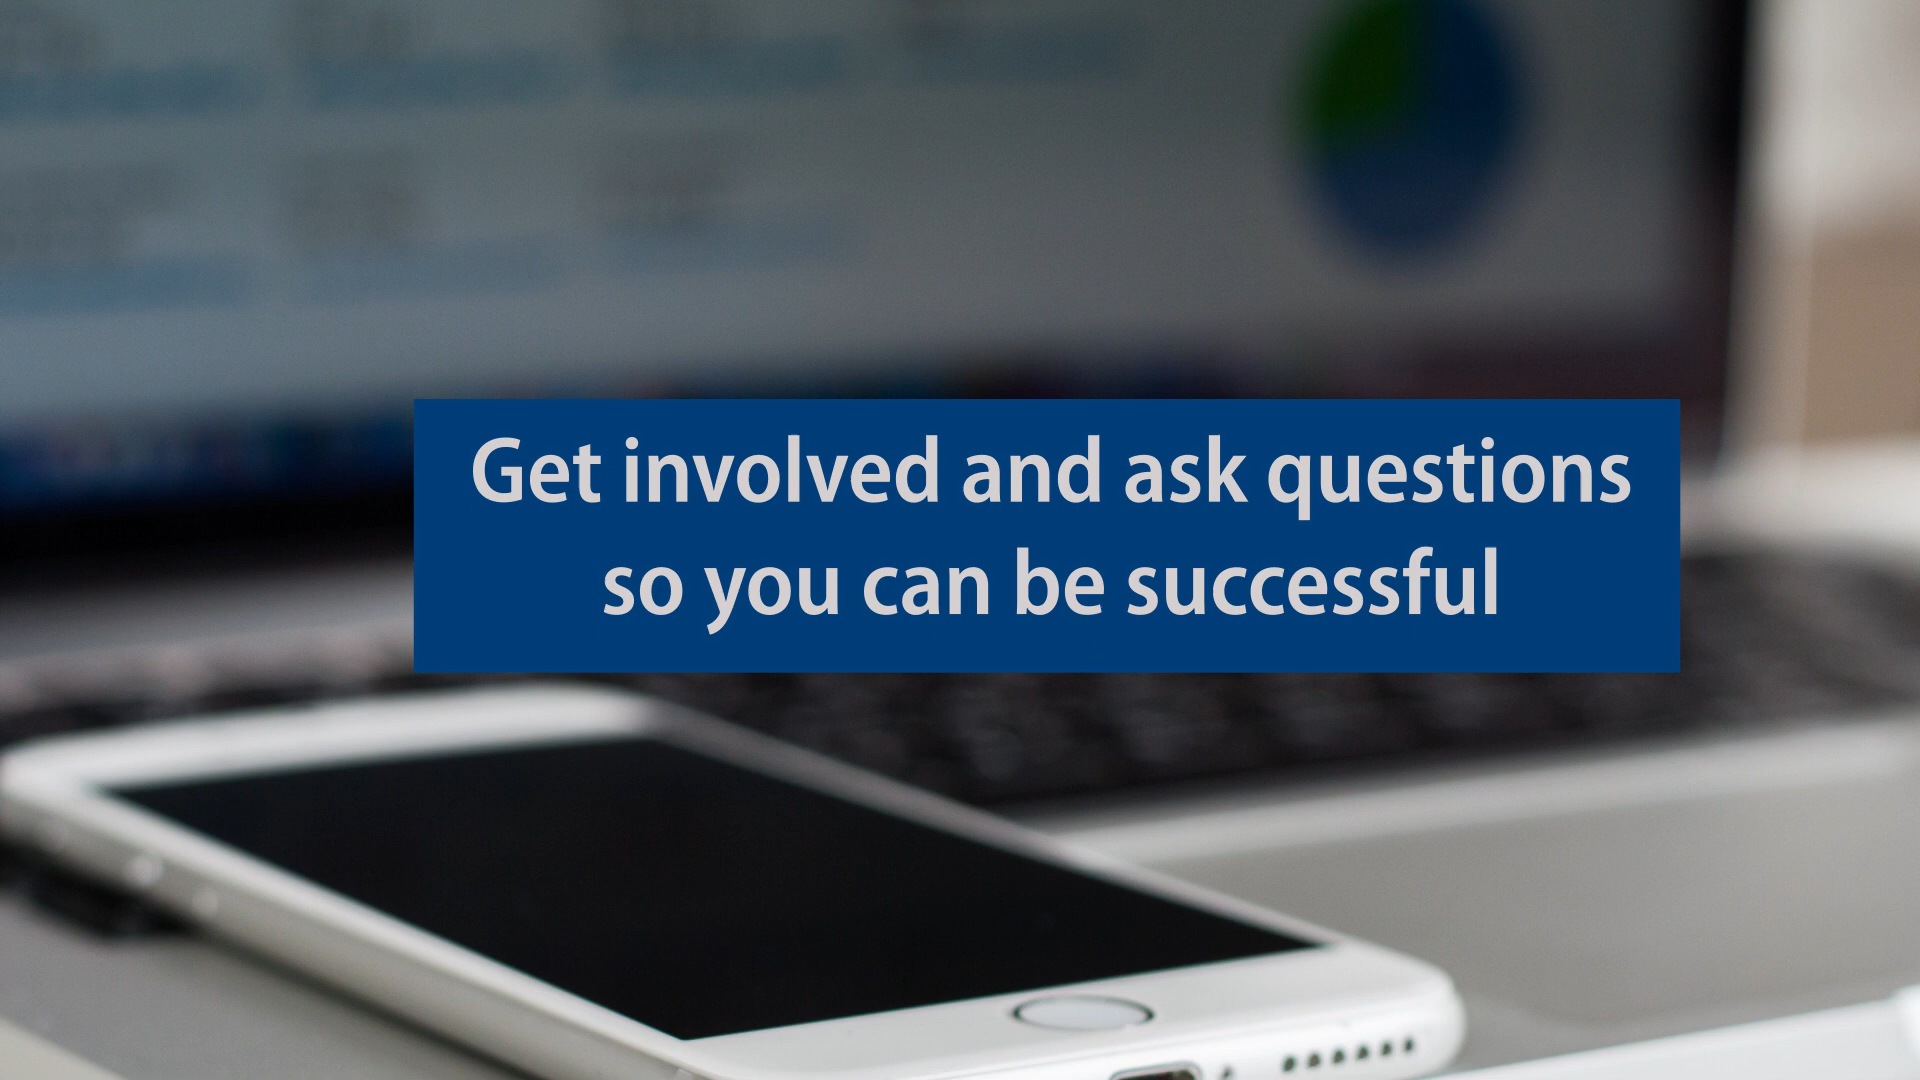 Get involved and ask questions
so you can be successful